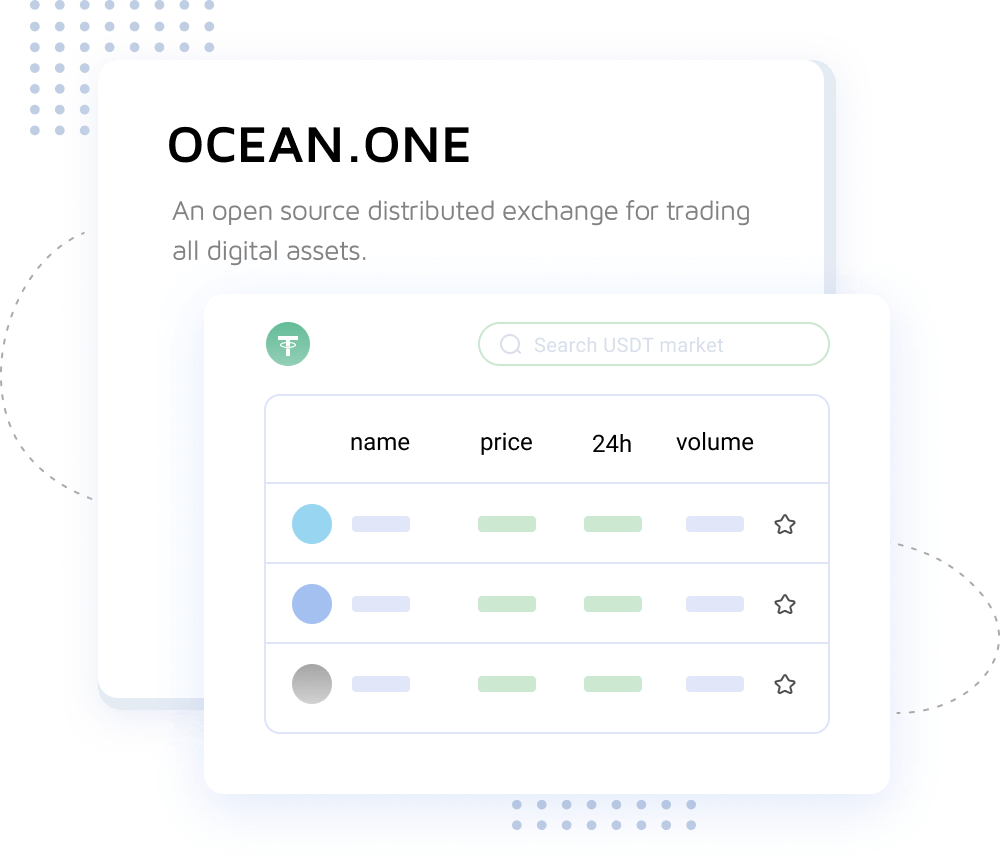 OCEAN.ONE
An open source distributed exchange for trading
all digital assets.
Search USDT market
name price 24h volume